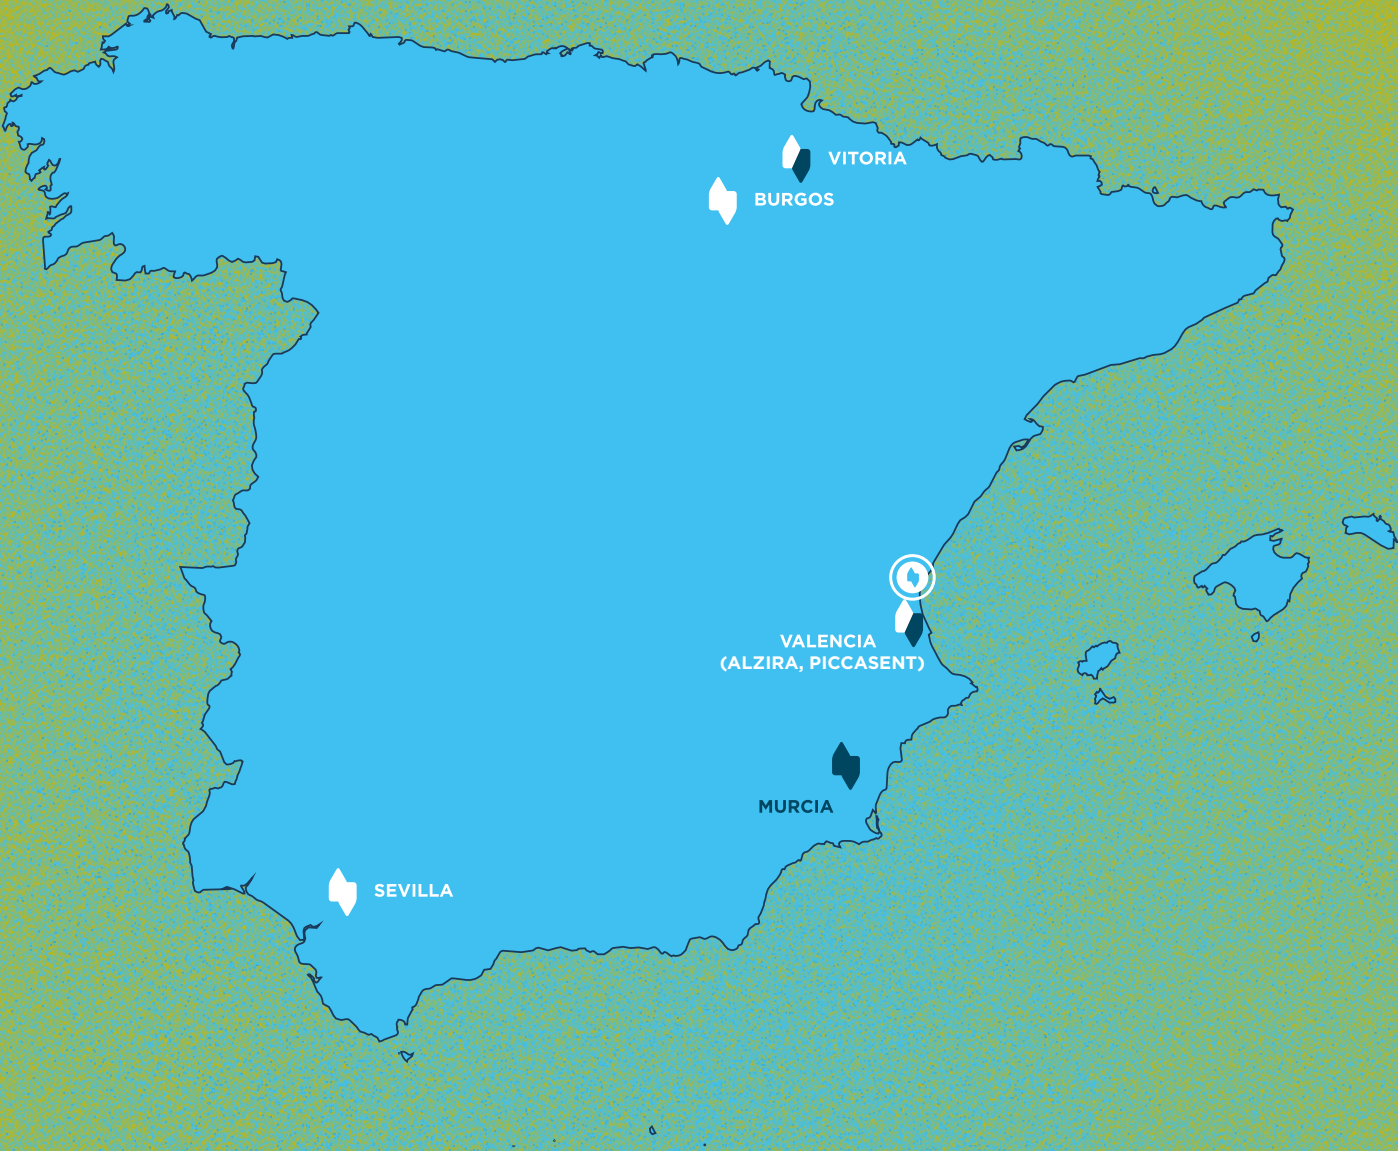 VITORIA
BURGOS
VALENCIA
(ALZIRA, PICCASENT)
MURCIA
SEVILLA